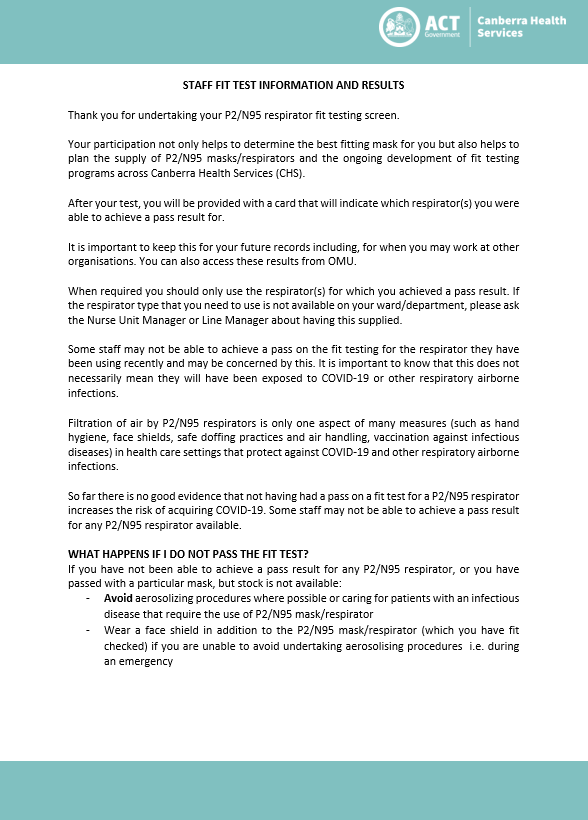 ACT
Government
Canberra Health
Services
STAFF FIT TEST INFORMATION AND RESULTS
Thank you for undertaking your P2/N95 respirator fit testing screen.
Your participation not only helps to determine the best fitting mask for you but also helps to
plan the supply of P2/N95 masks/respirators and the ongoing development of fit testing
programs across Canberra Health Services (CHS).
After your test, you will be provided with a card that will indicate which respirator(s) you were
able to achieve a pass result for.
It is important to keep this for your future records including, for when you may work at other
organisations. You can also access these results from OMU.
When required you should only use the respirator(s) for which you achieved a pass result. If
the respirator type that you need to use is not available on your ward/department, please ask
the Nurse Unit Manager or Line Manager about having this supplied.
Some staff may not be able to achieve a pass on the fit testing for the respirator they have
been using recently and may be concerned by this. It is important to know that this does not
necessarily mean they will have been exposed to COVID-19 or other respiratory airborne
infections.
Filtration of air by P2/N95 respirators is only one aspect of many measures (such as hand
hygiene, face shields, safe doffing practices and air handling, vaccination against infectious
diseases) in health care settings that protect against COVID-19 and other respiratory airborne
infections.
So far there is no good evidence that not having had a pass on a fit test for a P2/N95 respirator
increases the risk of acquiring COVID-19. Some staff may not be able to achieve a pass result
for any P2/N95 respirator available.
WHAT HAPPENS IF I DO NOT PASS THE FIT TEST?
If you have not been able to achieve a pass result for any P2/N95 respirator, or you have
passed with a particular mask, but stock is not available:
- Avoid aerosolizing procedures where possible or caring for patients with an infectious
disease that require the use of P2/N95 mask/respirator
- Wear a face shield in addition to the P2/N95 mask/respirator (which you have fit
checked) if you are unable to avoid undertaking aerosolising procedures i.e. during
an emergency